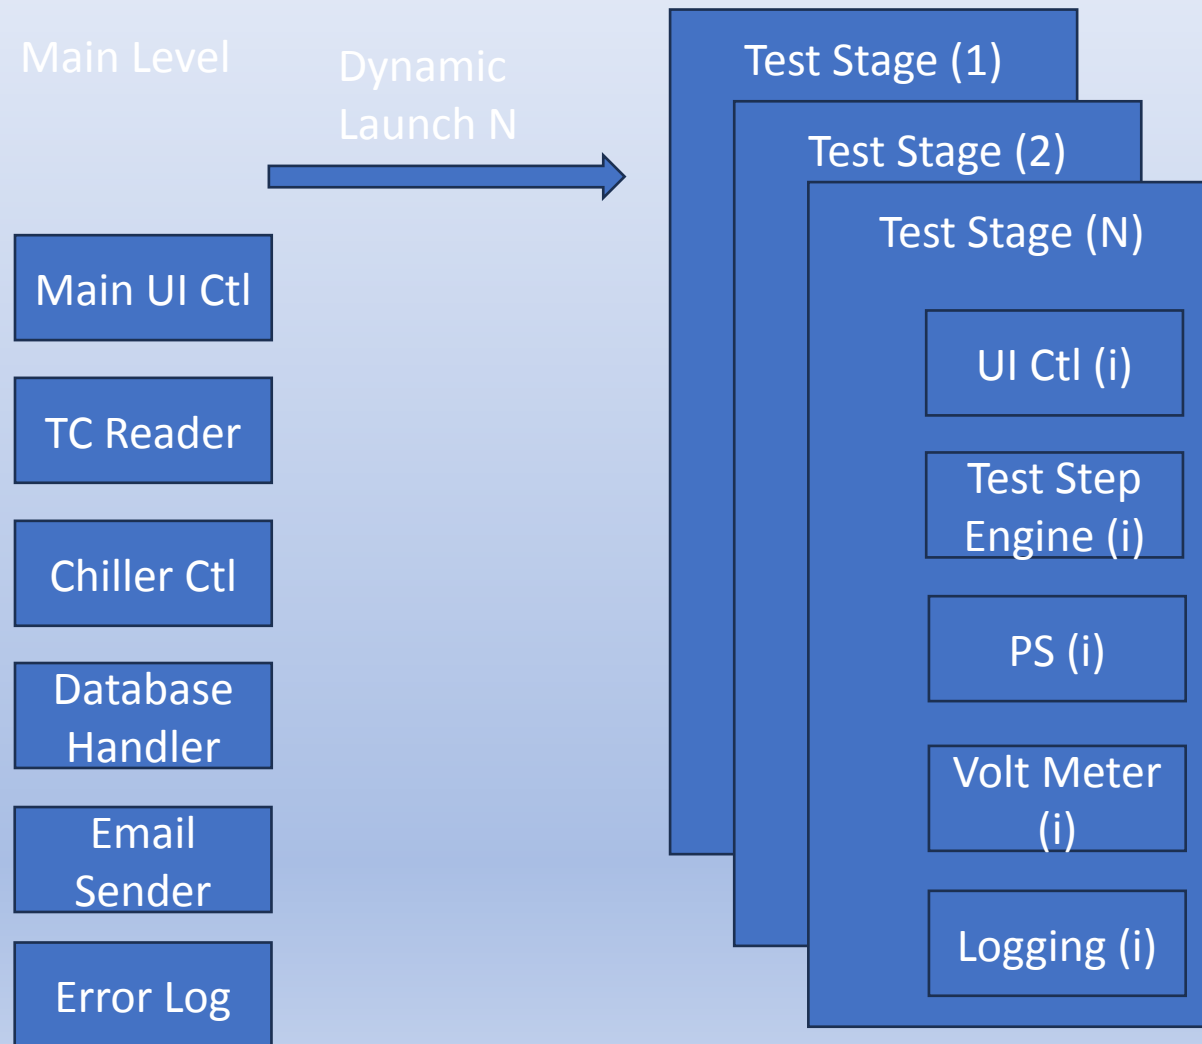 Main Level
Dynamic
Launch N
Main UI Ctl
TC Reader
Chiller Ctl
Database
Handler
Email
Sender
Error Log
Test Stage (1)
Test Stage (2)
Test Stage (N)
UI Ctl (i)
Test Step
Engine (i)
PS (i)
Volt Meter
(i)
Logging (i)